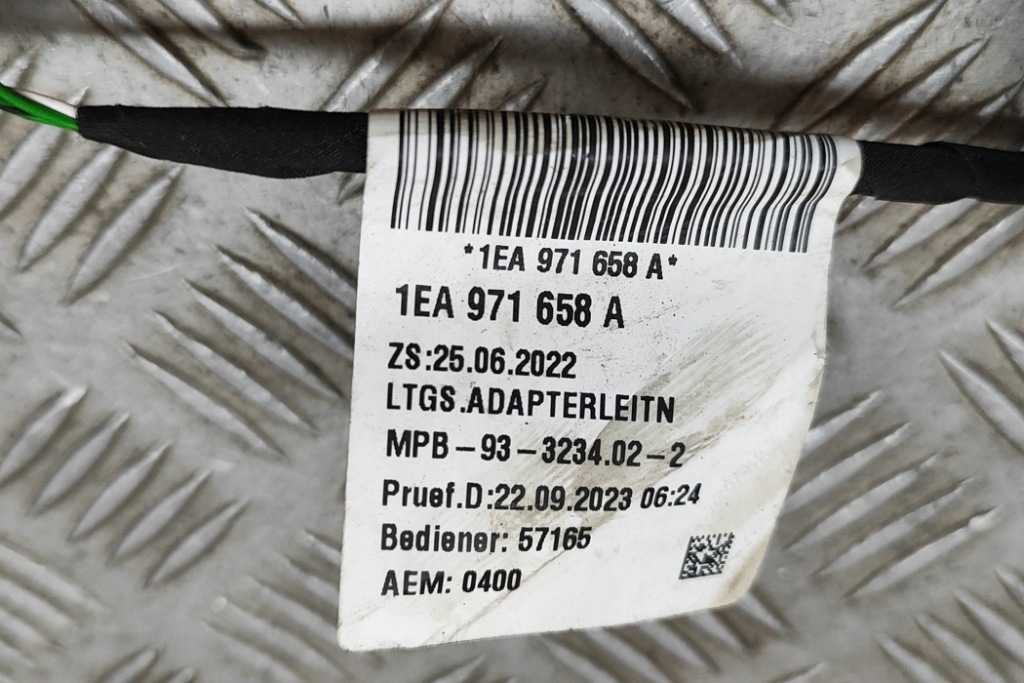 *1EA 971 658 A*
1EA 971 658 A
ZS:25.06.2022
LTGS.ADAPTERLEITN
MPB-93-3234.02-2
Pruef.D:22.09.2023 06:24
Bediener: 57165
AEM: 0400